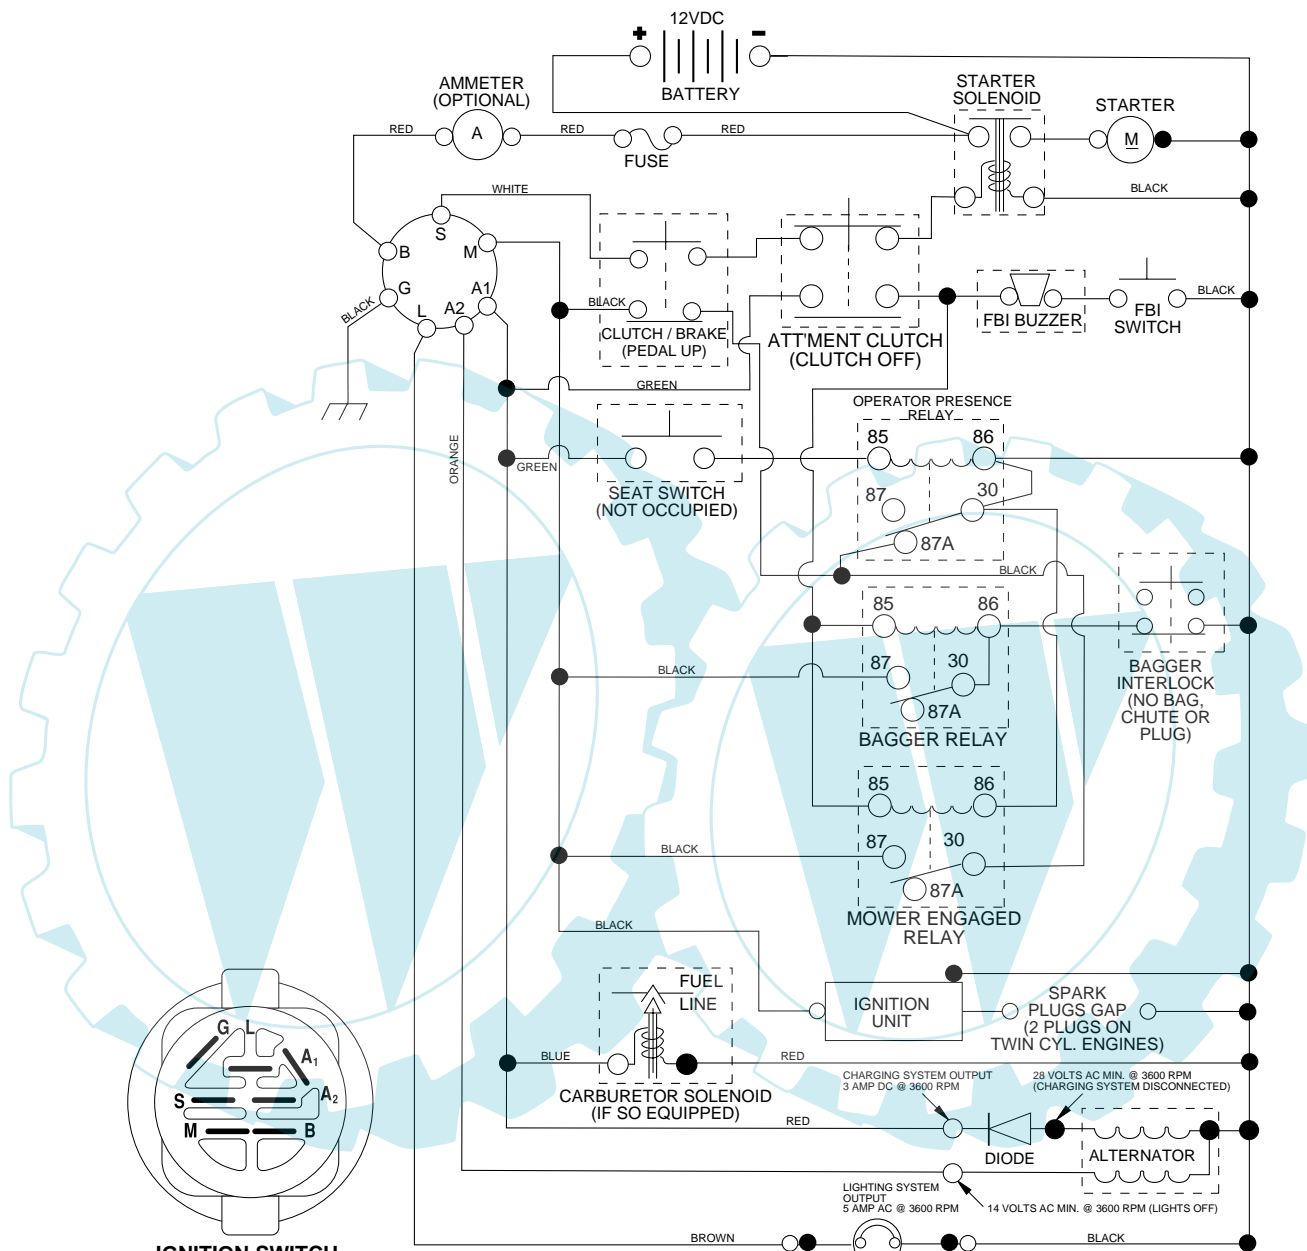 12VDC
+
-
BATTERY
AMMETER
(OPTIONAL)
RED
A
RED
FUSE
RED
STARTER
SOLENOID
STARTER
M
BLACK
WHITE
S
B
M
G
A1
A2
L
BLACK
BLACK
CLUTCH / BRAKE
(PEDAL UP)
ATT'MENT CLUTCH
(CLUTCH OFF)
FBI BUZZER
FBI
SWITCH
BLACK
GREEN
ORANGE
GREEN
SEAT SWITCH
(NOT OCCUPIED)
OPERATOR PRESENCE
RELAY
85
86
87
30
87A
BLACK
85
86
87
30
87A
BLACK
BAGGER RELAY
BAGGER
INTERLOCK
(NO BAG,
CHUTE OR
PLUG)
85
86
87
30
87A
BLACK
MOWER ENGAGED
RELAY
BLACK
FUEL
LINE
IGNITION
UNIT
SPARK
PLUGS GAP
(2 PLUGS ON
TWIN CYL. ENGINES)
BLUE
RED
CARBURETOR SOLENOID
(IF SO EQUIPPED)
CHARGING SYSTEM OUTPUT
3 AMP DC @ 3600 RPM
28 VOLTS AC MIN. @ 3600 RPM
(CHARGING SYSTEM DISCONNECTED)
RED
DIODE
ALTERNATOR
LIGHTING SYSTEM
OUTPUT
5 AMP AC @ 3600 RPM
14 VOLTS AC MIN. @ 3600 RPM (LIGHTS OFF)
BROWN
BLACK
G
L
A1
S
A2
M
B
IGNITION SWITCH